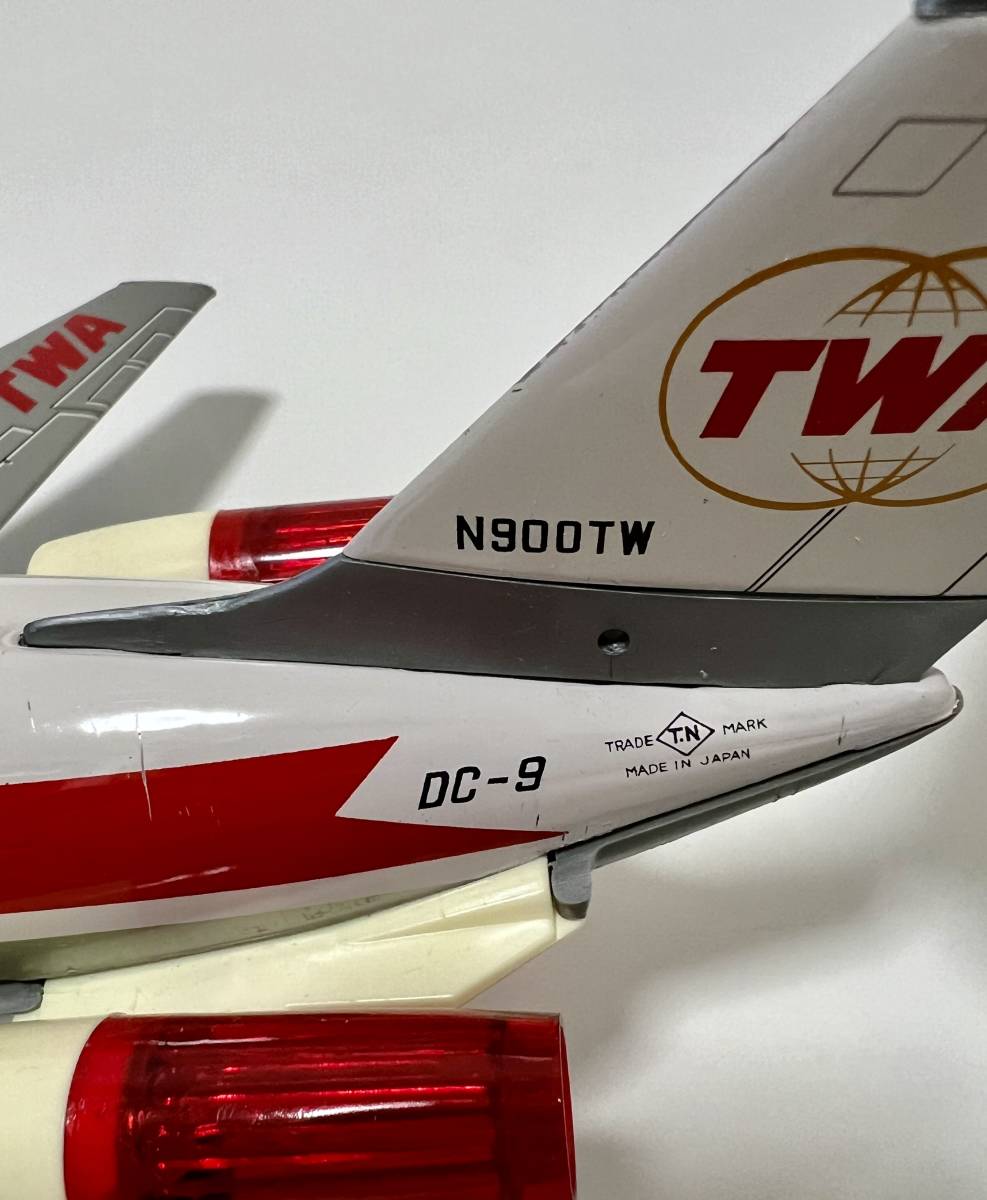 TWA
TWA
N900TW
DC-9
TRADE T.N MARK
MADE IN JAPAN